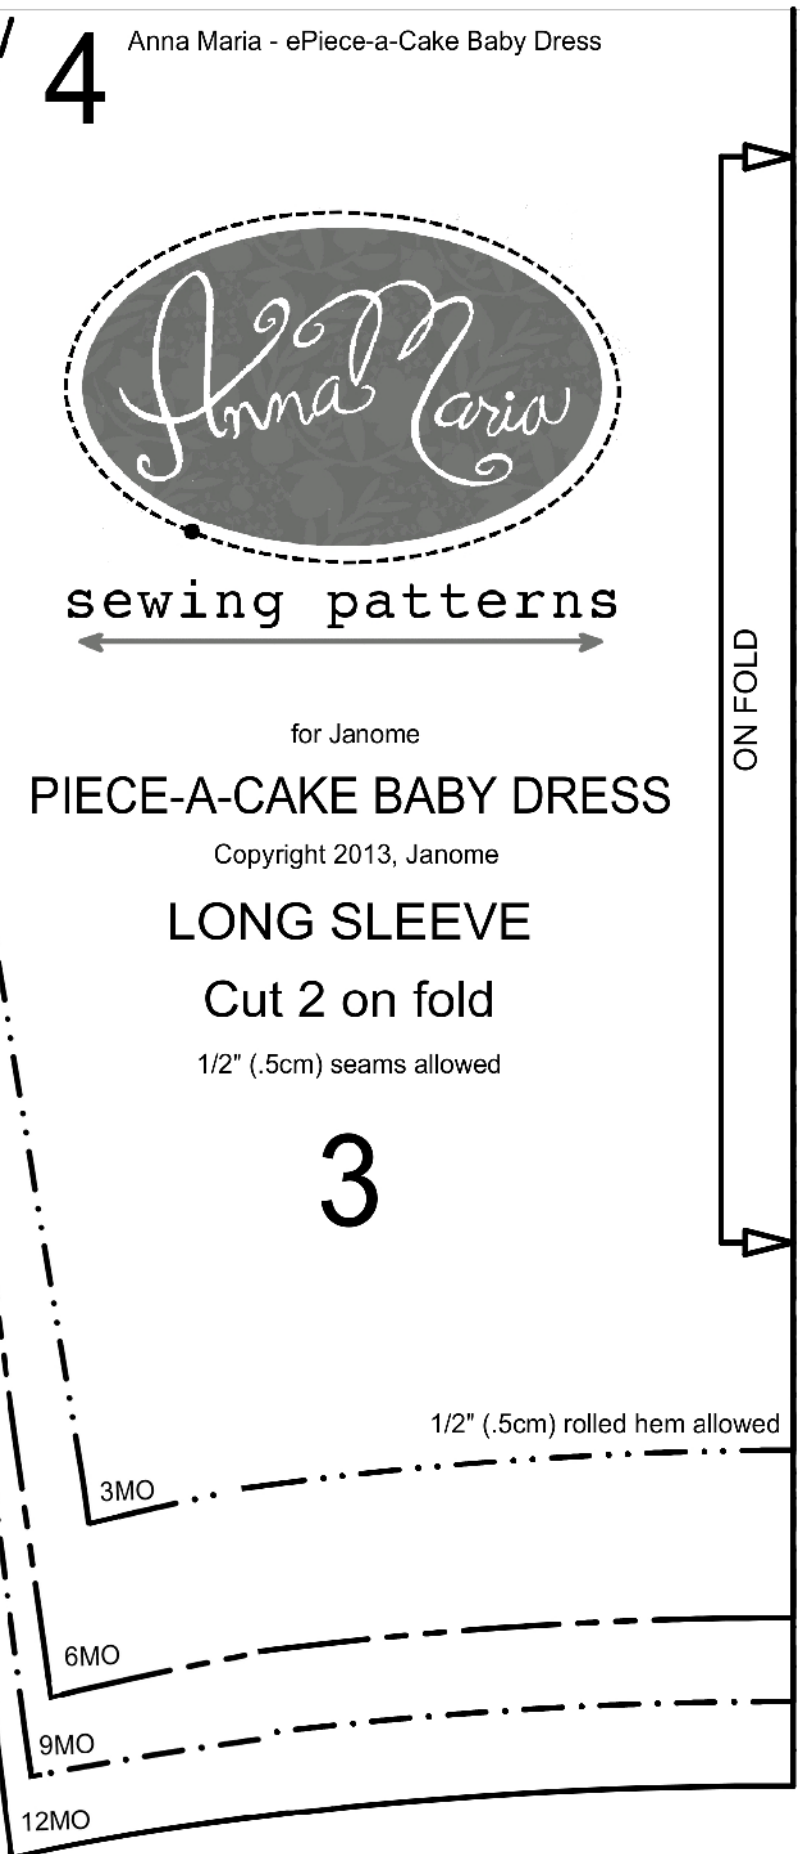 4
Anna Maria - ePiece-a-Cake Baby Dress
Anna Maria
sewing patterns
ON FOLD
for Janome
PIECE-A-CAKE BABY DRESS
Copyright 2013, Janome
LONG SLEEVE
Cut 2 on fold
1/2" (.5cm) seams allowed
3
1/2" (.5cm) rolled hem allowed
3MO
6MO
9MO
12MO